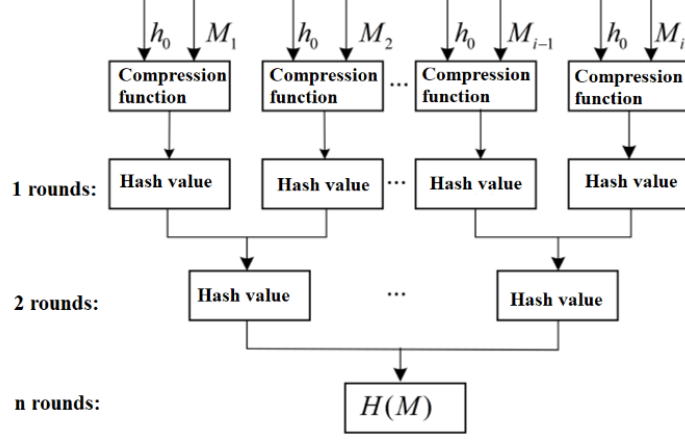 h₀ M₁ h₀ M₂ h₀ Mᵢ₋₁ h₀ Mᵢ
Compression function Compression function ... Compression function Compression function
1 rounds: Hash value Hash value ... Hash value Hash value
2 rounds: Hash value ... Hash value
n rounds: H(M)